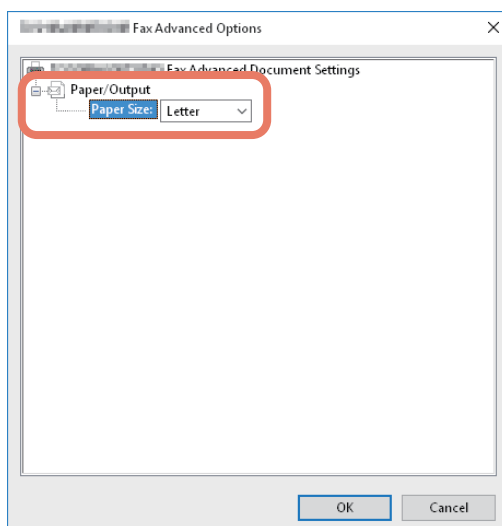 Fax Advanced Options
Fax Advanced Document Settings
Paper/Output
Paper Size: Letter
OK Cancel